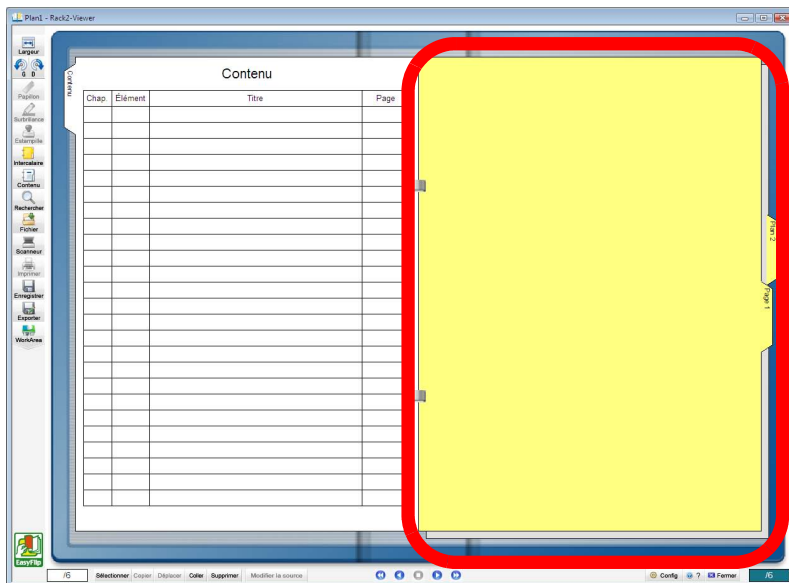 Plan1 - Rack2-Viewer
Largeur
G D
Papillon
Surbrillance
Estampille
Intercalaire
Contenu
Rechercher
Fichier
Scanneur
Imprimer
Enregistrer
Exporter
WorkArea
EasyFlip
Contenu
Contenu
Chap. Élément Titre Page
Plan 2
Page 1
/6 Sélectionner Copier Déplacer Coller Supprimer Modifier la source Config ? Fermer /6